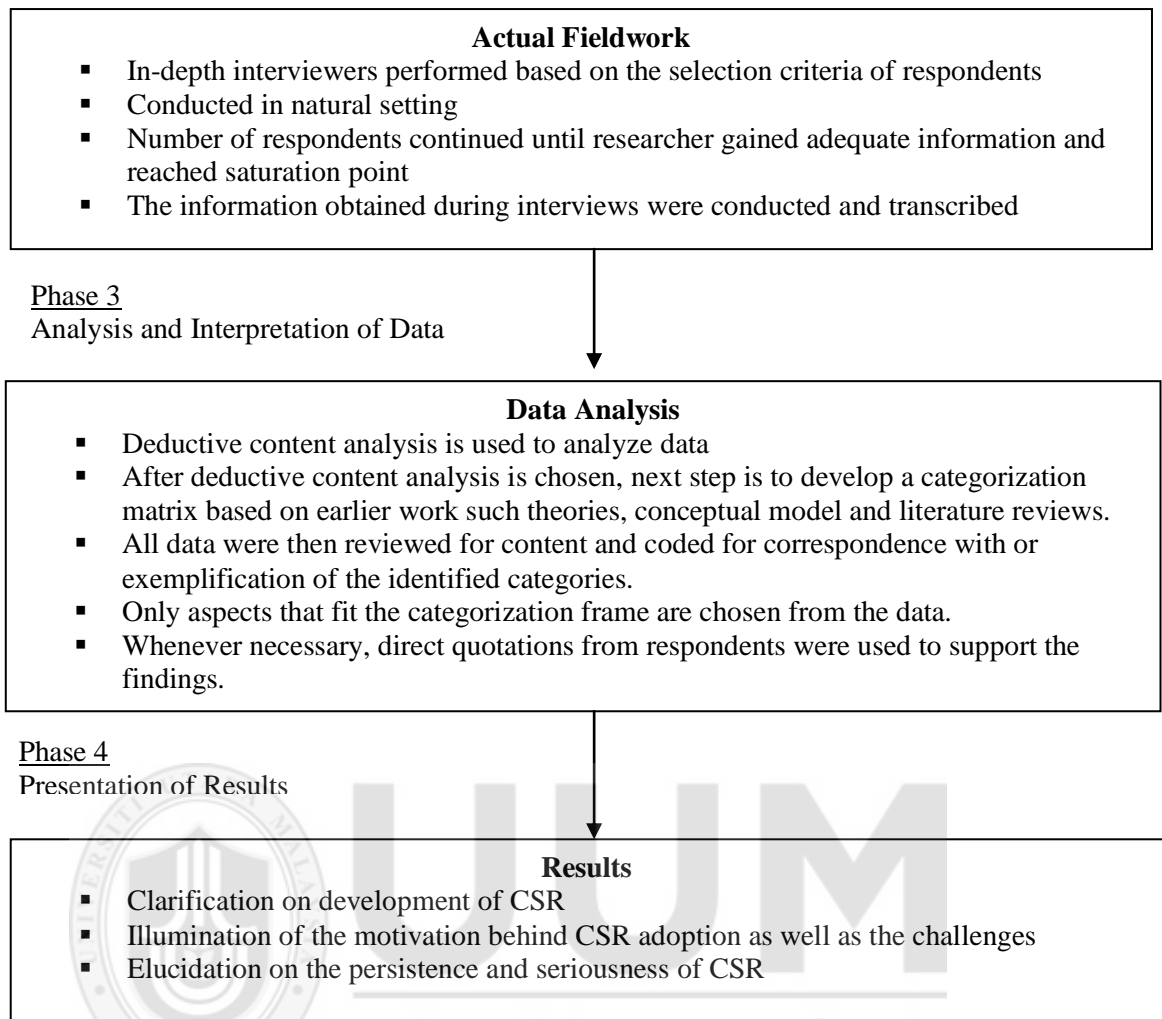 Actual Fieldwork
▪ In-depth interviewers performed based on the selection criteria of respondents
▪ Conducted in natural setting
▪ Number of respondents continued until researcher gained adequate information and
reached saturation point
▪ The information obtained during interviews were conducted and transcribed
Phase 3
Analysis and Interpretation of Data
Data Analysis
▪ Deductive content analysis is used to analyze data
▪ After deductive content analysis is chosen, next step is to develop a categorization
matrix based on earlier work such theories, conceptual model and literature reviews.
▪ All data were then reviewed for content and coded for correspondence with or
exemplification of the identified categories.
▪ Only aspects that fit the categorization frame are chosen from the data.
▪ Whenever necessary, direct quotations from respondents were used to support the
findings.
Phase 4
Presentation of Results
UUM
UNIVERSITI UTARA MALAYSIA
Results
▪ Clarification on development of CSR
▪ Illumination of the motivation behind CSR adoption as well as the challenges
▪ Elucidation on the persistence and seriousness of CSR